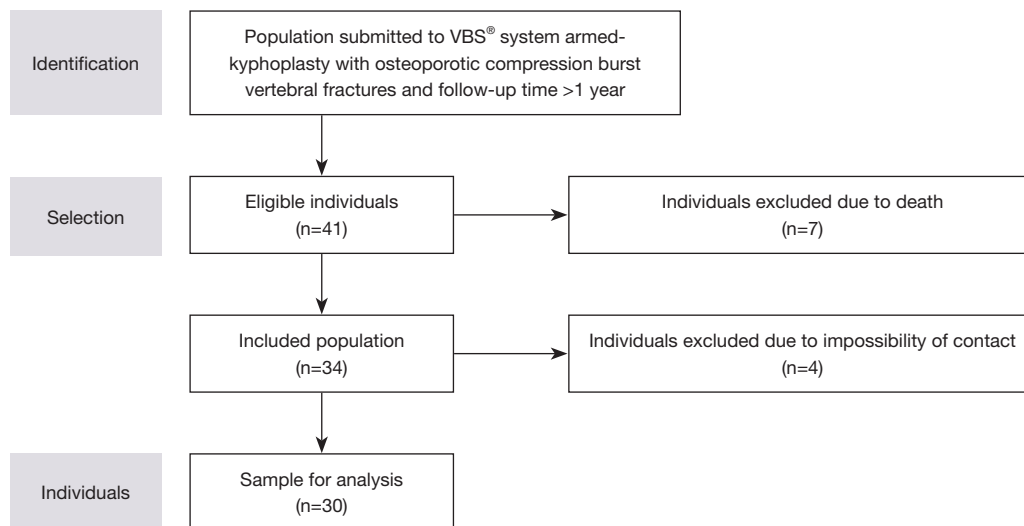 Identification
Population submitted to VBS® system armed-
kyphoplasty with osteoporotic compression burst
vertebral fractures and follow-up time >1 year
Selection
Eligible individuals
(n=41)
Individuals excluded due to death
(n=7)
Included population
(n=34)
Individuals excluded due to impossibility of contact
(n=4)
Individuals
Sample for analysis
(n=30)